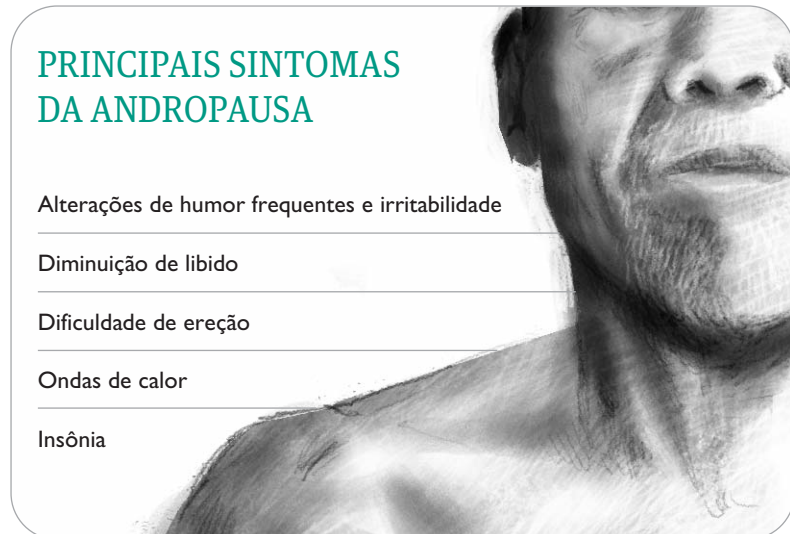 PRINCIPAIS SINTOMAS
DA ANDROPAUSA
Alterações de humor frequentes e irritabilidade
Diminuição de libido
Dificuldade de ereção
Ondas de calor
Insônia